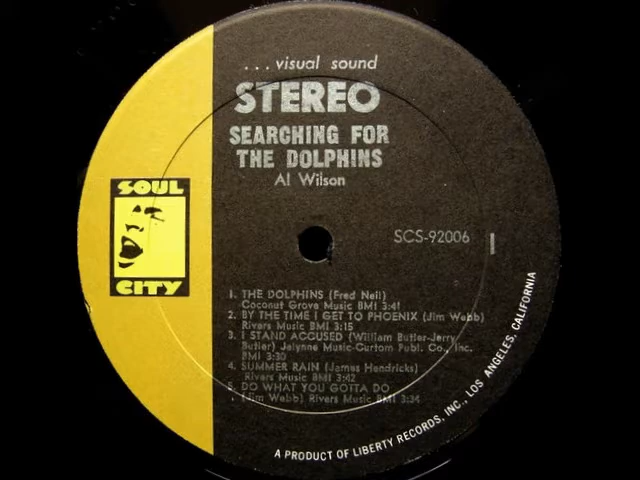 ...visual sound
STEREO
SEARCHING FOR
THE DOLPHINS
Al Wilson
SOUL
CITY
SCS-92006
1
1. THE DOLPHINS (Fred Neil)
Coconut Grove Music BMI 3:41
2. BY THE TIME I GET TO PHOENIX (Jim Webb)
Rivers Music BMI 3:15
3. I STAND ACCUSED (William Butler-Jerry
Butler) Jalynne Music-Curtom Publ. Co., Inc.
BMI 3:30
4. SUMMER RAIN (James Hendricks)
Rivers Music BMI 3:42
5. DO WHAT YOU GOTTA DO
(Jim Webb) Rivers Music BMI 3:34
A PRODUCT OF LIBERTY RECORDS, INC., LOS ANGELES, CALIFORNIA